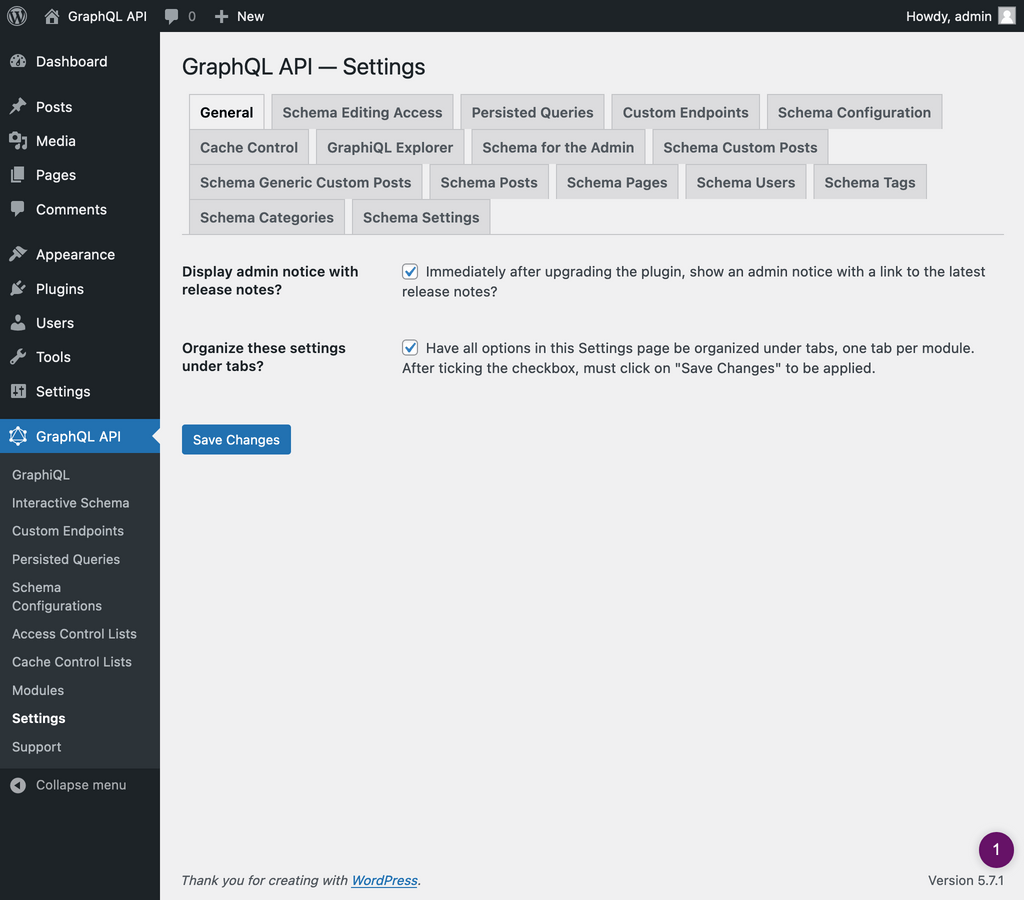 GraphQL API 0 New Howdy, admin
Dashboard
Posts
Media
Pages
Comments
Appearance
Plugins
Users
Tools
Settings
GraphQL API
GraphiQL
Interactive Schema
Custom Endpoints
Persisted Queries
Schema
Configurations
Access Control Lists
Cache Control Lists
Modules
Settings
Support
Collapse menu
GraphQL API — Settings
General Schema Editing Access Persisted Queries Custom Endpoints Schema Configuration
Cache Control GraphiQL Explorer Schema for the Admin Schema Custom Posts
Schema Generic Custom Posts Schema Posts Schema Pages Schema Users Schema Tags
Schema Categories Schema Settings
Display admin notice with
release notes?
Immediately after upgrading the plugin, show an admin notice with a link to the latest
release notes?
Organize these settings
under tabs?
Have all options in this Settings page be organized under tabs, one tab per module.
After ticking the checkbox, must click on "Save Changes" to be applied.
Save Changes
1
Thank you for creating with WordPress.
Version 5.7.1